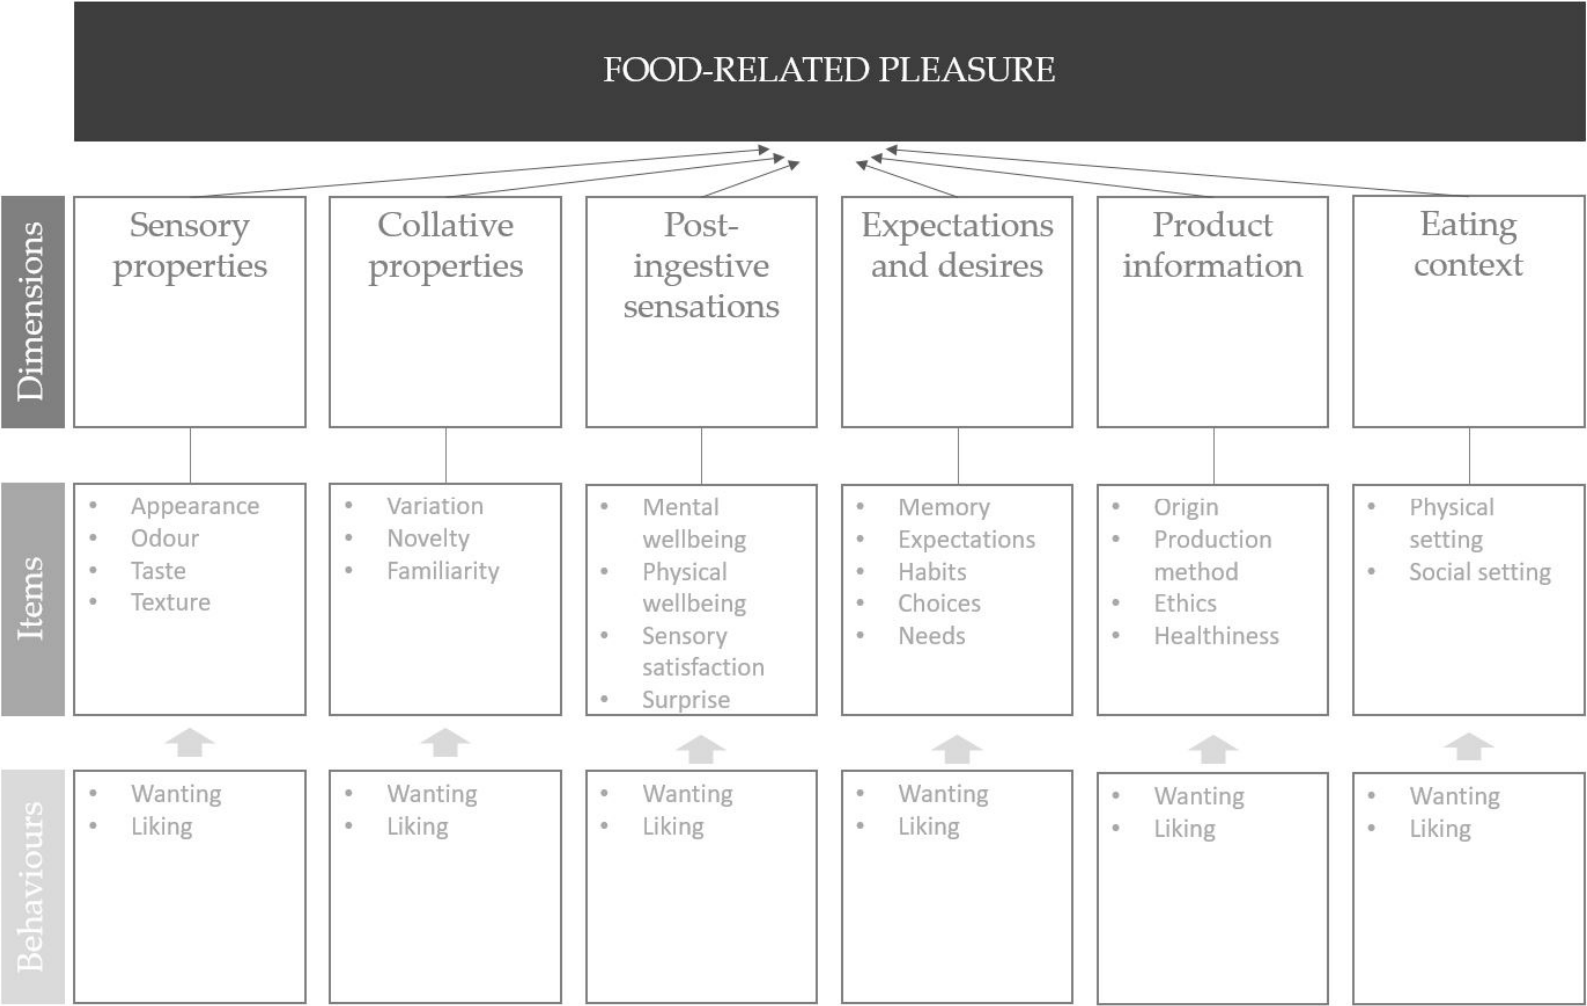 FOOD-RELATED PLEASURE
Dimensions
Sensory
properties
Collative
properties
Post-
ingestive
sensations
Expectations
and desires
Product
information
Eating
context
Items
• Appearance
• Odour
• Taste
• Texture
• Variation
• Novelty
• Familiarity
• Mental
wellbeing
• Physical
wellbeing
• Sensory
satisfaction
• Surprise
• Memory
• Expectations
• Habits
• Choices
• Needs
• Origin
• Production
method
• Ethics
• Healthiness
• Physical
setting
• Social setting
Behaviours
• Wanting
• Liking
• Wanting
• Liking
• Wanting
• Liking
• Wanting
• Liking
• Wanting
• Liking
• Wanting
• Liking